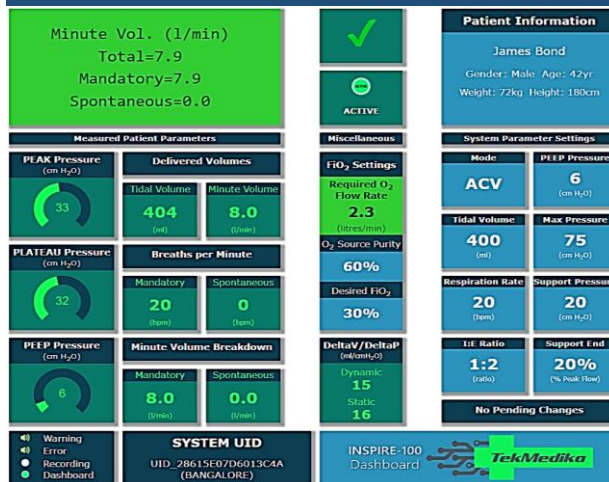 Minute Vol. (l/min)
Total=7.9
Mandatory=7.9
Spontaneous=0.0
ACTIVE
Patient Information
James Bond
Gender: Male Age: 42yr
Weight: 72kg Height: 180cm
Measured Patient Parameters
PEAK Pressure
(cm H₂O)
33
Delivered Volumes
Tidal Volume
404
(ml)
Minute Volume
8.0
(l/min)
PLATEAU Pressure
(cm H₂O)
32
Breaths per Minute
Mandatory
20
(bpm)
Spontaneous
0
(bpm)
PEEP Pressure
(cm H₂O)
6
Minute Volume Breakdown
Mandatory
8.0
(l/min)
Spontaneous
0.0
(l/min)
Miscellaneous
FiO₂ Settings
Required O₂
Flow Rate
2.3
(litres/min)
O₂ Source Purity
60%
Desired FiO₂
30%
DeltaV/DeltaP
(ml/cmH₂O)
Dynamic
15
Static
16
System Parameter Settings
Mode
ACV
PEEP Pressure
6
(cm H₂O)
Tidal Volume
400
(ml)
Max Pressure
75
(cm H₂O)
Respiration Rate
20
(bpm)
Support Pressure
20
(cm H₂O)
I:E Ratio
1:2
(ratio)
Support End
20%
(% Peak Flow)
No Pending Changes
Warning
Error
Recording
Dashboard
SYSTEM UID
UID_28615E07D6013C4A
(BANGALORE)
INSPIRE-100
Dashboard
TekMedika